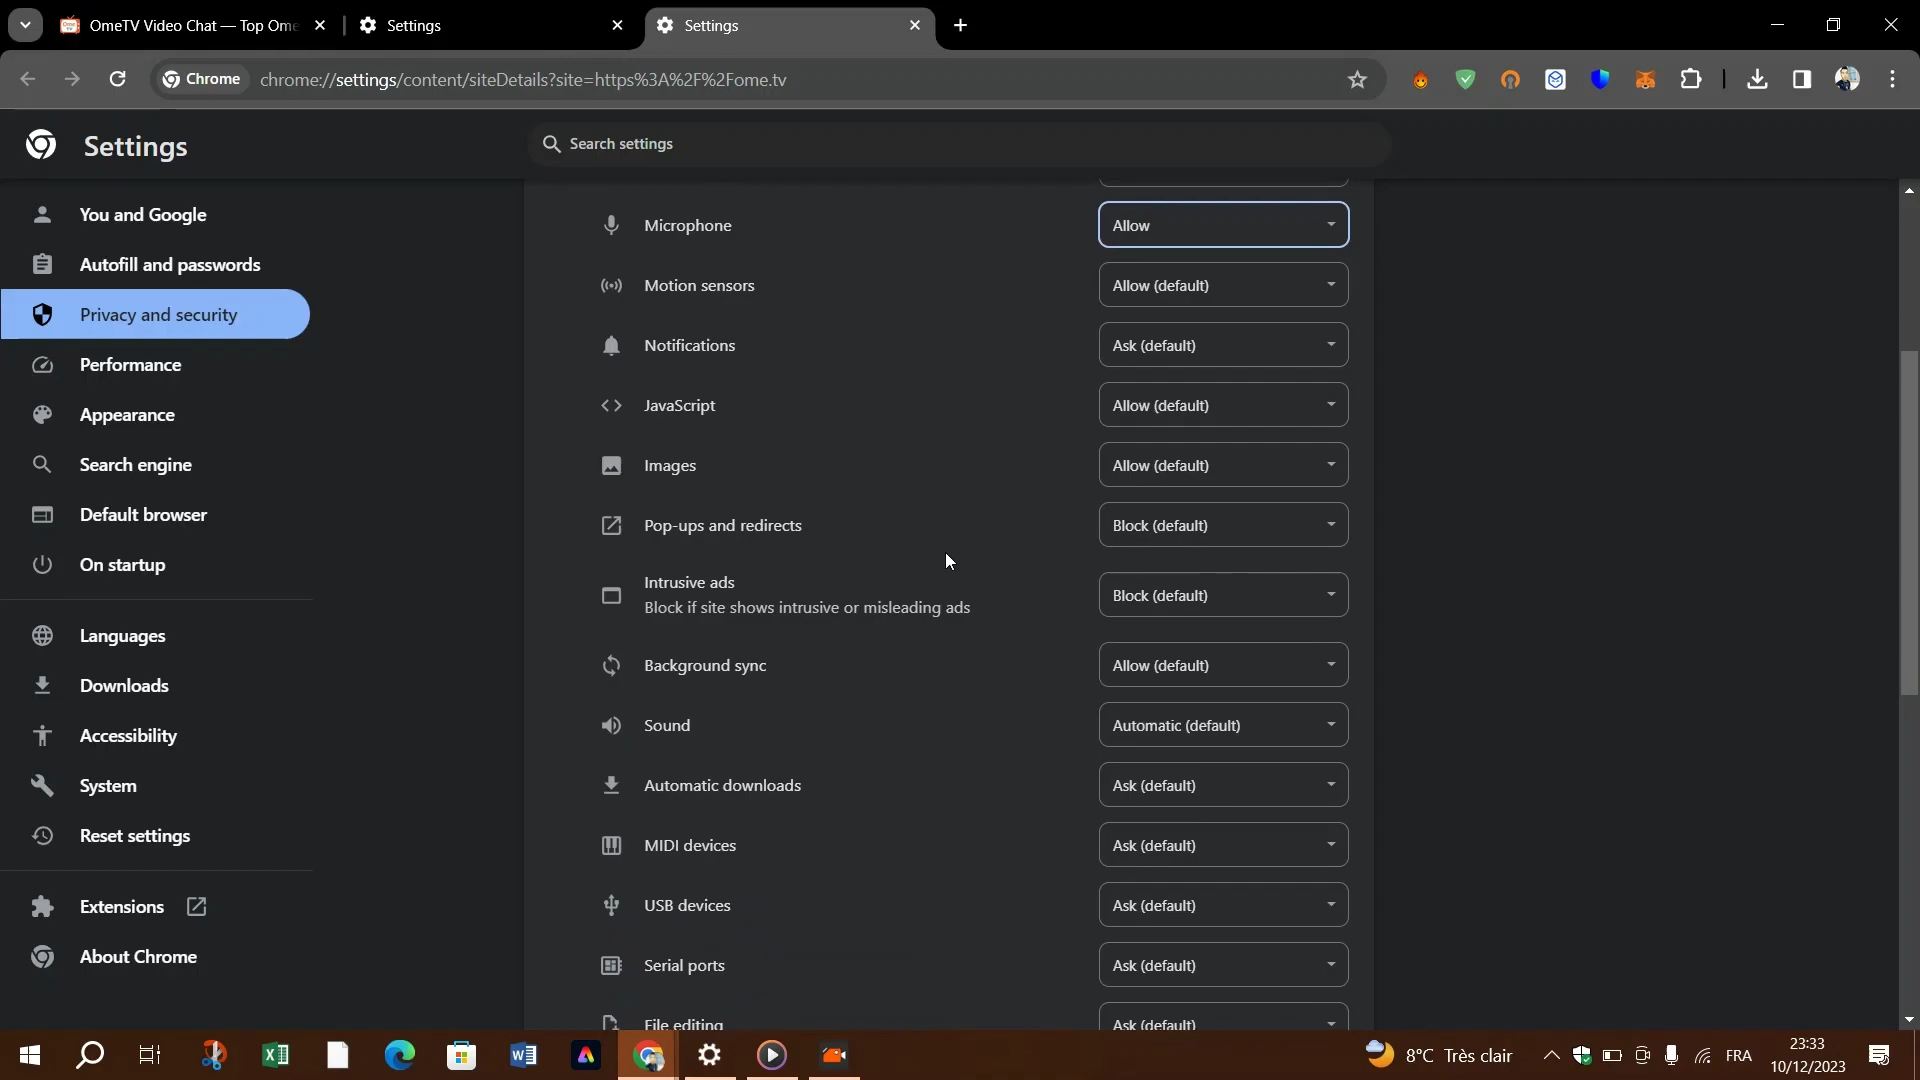 OmeTV Video Chat — Top Ome
Settings
Settings
Chrome
chrome://settings/content/siteDetails?site=https%3A%2F%2Fome.tv
Settings
Search settings
You and Google
Autofill and passwords
Privacy and security
Performance
Appearance
Search engine
Default browser
On startup
Languages
Downloads
Accessibility
System
Reset settings
Extensions
About Chrome
Microphone
Allow
Motion sensors
Allow (default)
Notifications
Ask (default)
JavaScript
Allow (default)
Images
Allow (default)
Pop-ups and redirects
Block (default)
Intrusive ads
Block if site shows intrusive or misleading ads
Block (default)
Background sync
Allow (default)
Sound
Automatic (default)
Automatic downloads
Ask (default)
MIDI devices
Ask (default)
USB devices
Ask (default)
Serial ports
Ask (default)
File editing
Ask (default)
8°C Très clair
FRA
23:33
10/12/2023